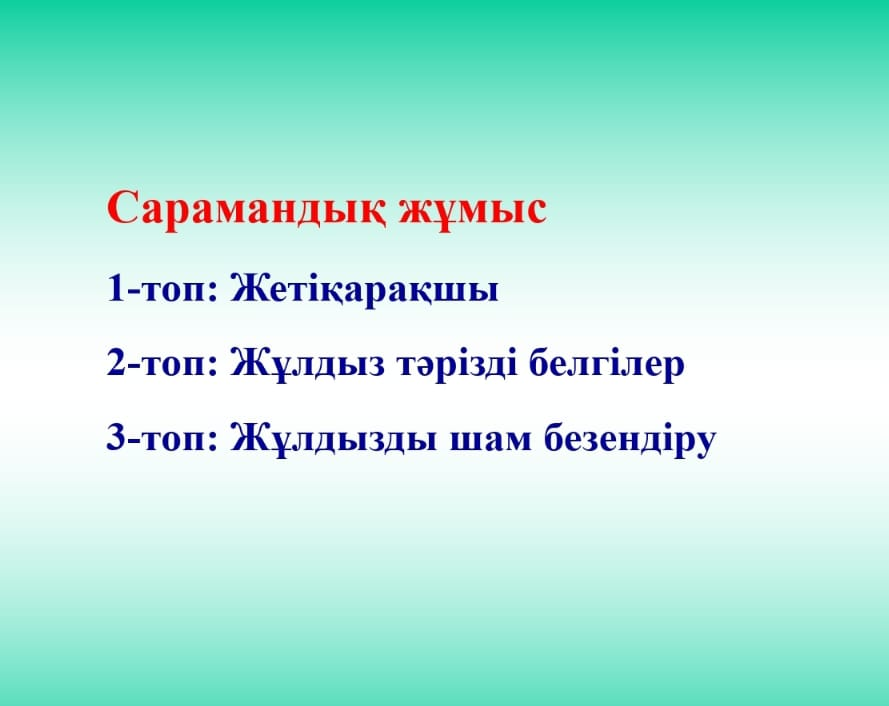 Сарамандық жұмыс
1-топ: Жетіқарақшы
2-топ: Жұлдыз тәрізді белгілер
3-топ: Жұлдызды шам безендіру